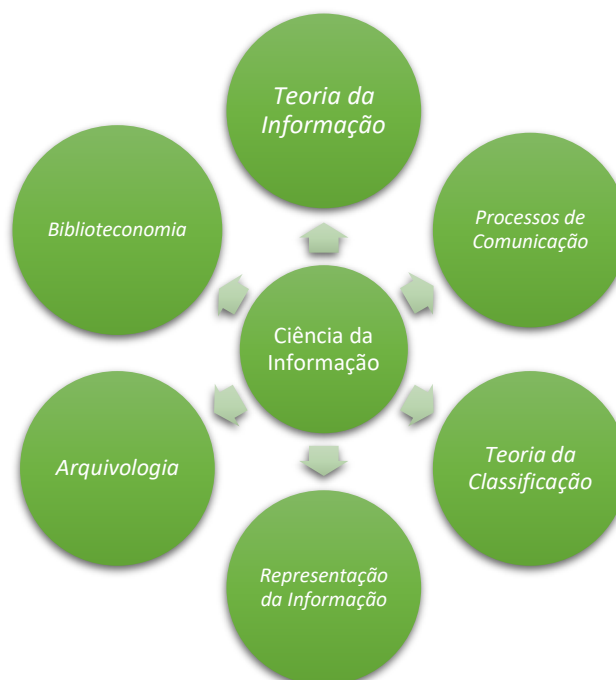 Teoria da
Informação
Biblioteconomia
Processos de
Comunicação
Ciência da
Informação
Arquivologia
Teoria da
Classificação
Representação
da Informação